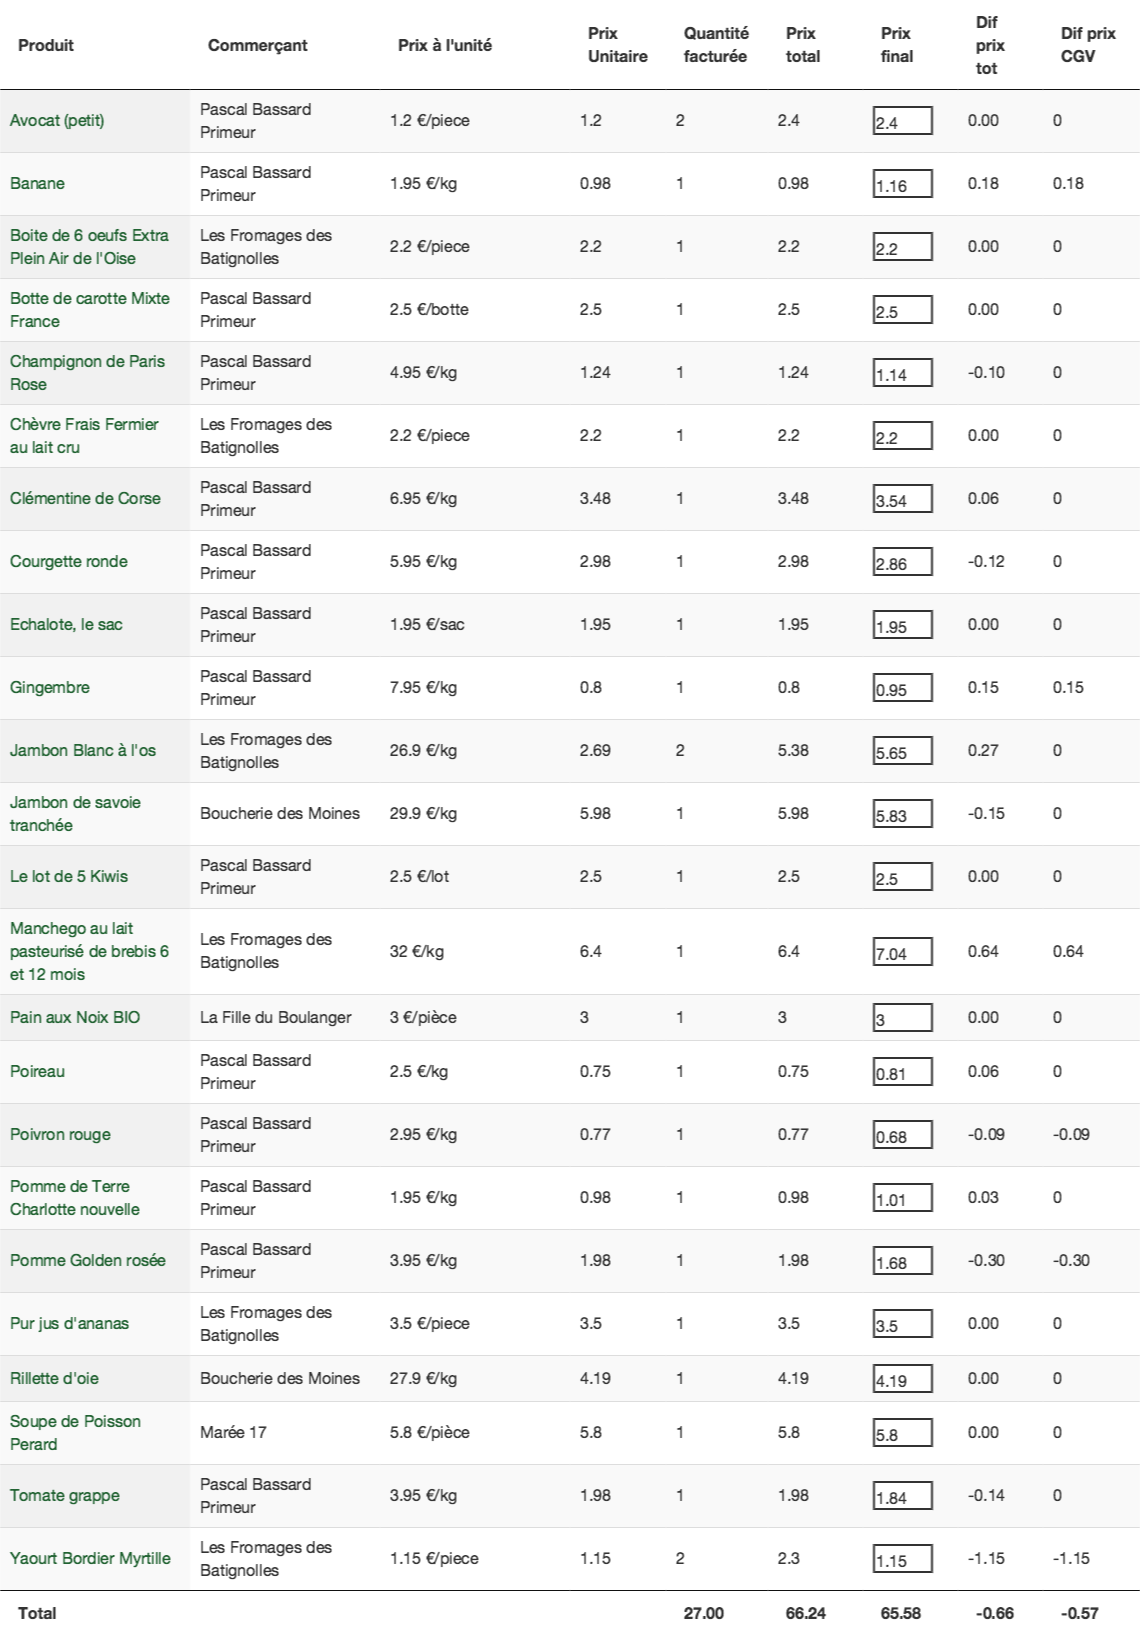 Produit Commerçant Prix à l'unité Prix Unitaire Quantité facturée Prix total Prix final Dif prix tot Dif prix CGV
Avocat (petit) Pascal Bassard Primeur 1.2 €/piece 1.2 2 2.4 2.4 0.00 0
Banane Pascal Bassard Primeur 1.95 €/kg 0.98 1 0.98 1.16 0.18 0.18
Boite de 6 oeufs Extra Plein Air de l'Oise Les Fromages des Batignolles 2.2 €/piece 2.2 1 2.2 2.2 0.00 0
Botte de carotte Mixte France Pascal Bassard Primeur 2.5 €/botte 2.5 1 2.5 2.5 0.00 0
Champignon de Paris Rose Pascal Bassard Primeur 4.95 €/kg 1.24 1 1.24 1.14 -0.10 0
Chèvre Frais Fermier au lait cru Les Fromages des Batignolles 2.2 €/piece 2.2 1 2.2 2.2 0.00 0
Clémentine de Corse Pascal Bassard Primeur 6.95 €/kg 3.48 1 3.48 3.54 0.06 0
Courgette ronde Pascal Bassard Primeur 5.95 €/kg 2.98 1 2.98 2.86 -0.12 0
Echalote, le sac Pascal Bassard Primeur 1.95 €/sac 1.95 1 1.95 1.95 0.00 0
Gingembre Pascal Bassard Primeur 7.95 €/kg 0.8 1 0.8 0.95 0.15 0.15
Jambon Blanc à l'os Les Fromages des Batignolles 26.9 €/kg 2.69 2 5.38 5.65 0.27 0
Jambon de savoie tranchée Boucherie des Moines 29.9 €/kg 5.98 1 5.98 5.83 -0.15 0
Le lot de 5 Kiwis Pascal Bassard Primeur 2.5 €/lot 2.5 1 2.5 2.5 0.00 0
Manchego au lait pasteurisé de brebis 6 et 12 mois Les Fromages des Batignolles 32 €/kg 6.4 1 6.4 7.04 0.64 0.64
Pain aux Noix BIO La Fille du Boulanger 3 €/pièce 3 1 3 3 0.00 0
Poireau Pascal Bassard Primeur 2.5 €/kg 0.75 1 0.75 0.81 0.06 0
Poivron rouge Pascal Bassard Primeur 2.95 €/kg 0.77 1 0.77 0.68 -0.09 -0.09
Pomme de Terre Charlotte nouvelle Pascal Bassard Primeur 1.95 €/kg 0.98 1 0.98 1.01 0.03 0
Pomme Golden rosée Pascal Bassard Primeur 3.95 €/kg 1.98 1 1.98 1.68 -0.30 -0.30
Pur jus d'ananas Les Fromages des Batignolles 3.5 €/piece 3.5 1 3.5 3.5 0.00 0
Rillette d'oie Boucherie des Moines 27.9 €/kg 4.19 1 4.19 4.19 0.00 0
Soupe de Poisson Perard Marée 17 5.8 €/pièce 5.8 1 5.8 5.8 0.00 0
Tomate grappe Pascal Bassard Primeur 3.95 €/kg 1.98 1 1.98 1.84 -0.14 0
Yaourt Bordier Myrtille Les Fromages des Batignolles 1.15 €/piece 1.15 2 2.3 1.15 -1.15 -1.15
Total 27.00 66.24 65.58 -0.66 -0.57